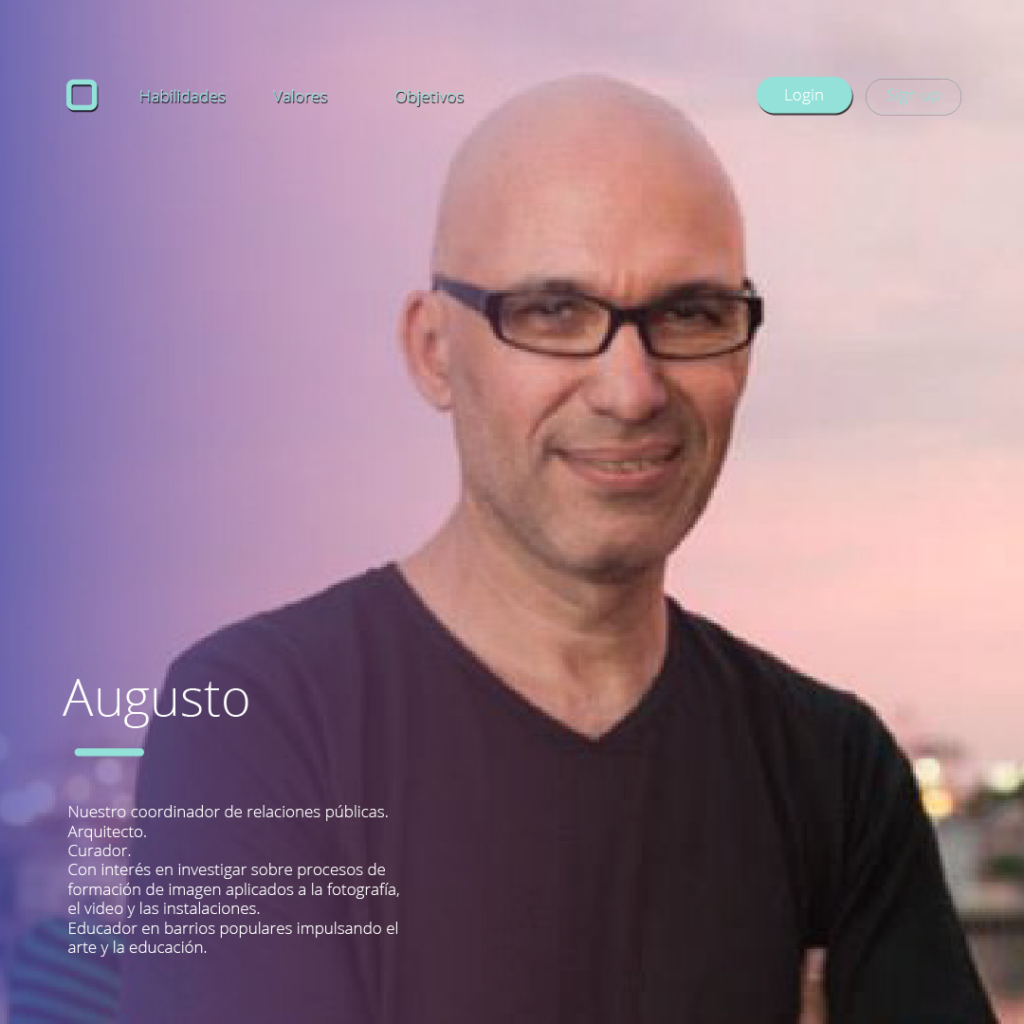 Habilidades Valores Objetivos Login Sign up
Augusto
Nuestro coordinador de relaciones públicas.
Arquitecto.
Curador.
Con interés en investigar sobre procesos de
formación de imagen aplicados a la fotografía,
el video y las instalaciones.
Educador en barrios populares impulsando el
arte y la educación.